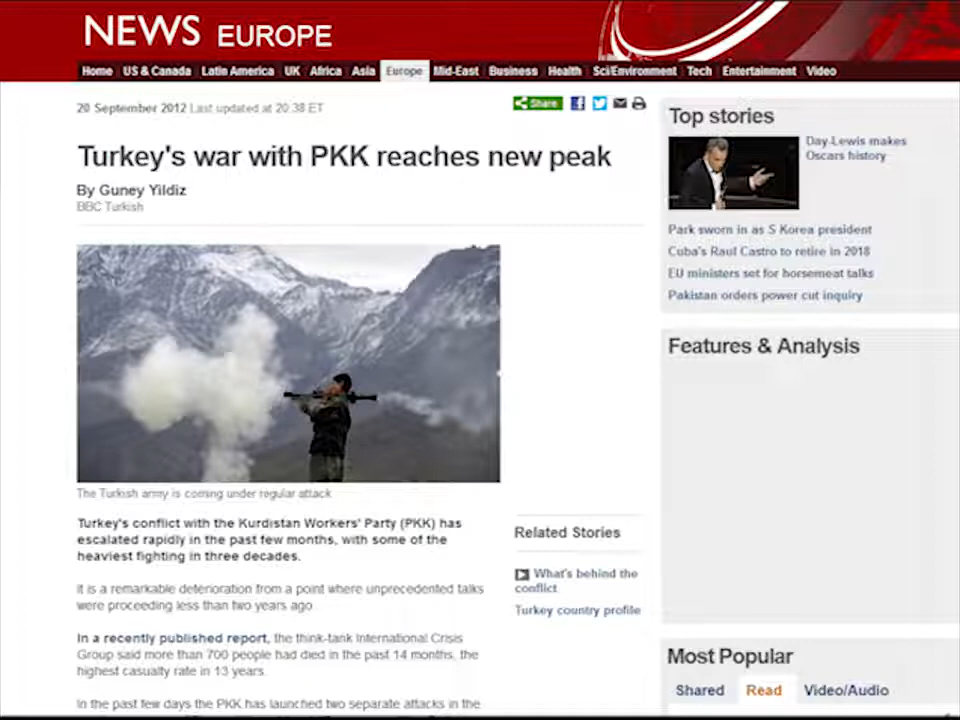 NEWS EUROPE
Home US & Canada Latin America UK Africa Asia Europe Mid-East Business Health Sci/Environment Tech Entertainment Video
20 September 2012 Last updated at 20:38 ET
Share
Turkey's war with PKK reaches new peak
By Guney Yildiz
BBC Turkish
The Turkish army is coming under regular attack
Turkey's conflict with the Kurdistan Workers' Party (PKK) has
escalated rapidly in the past few months, with some of the
heaviest fighting in three decades.
It is a remarkable deterioration from a point where unprecedented talks
were proceeding less than two years ago
In a recently published report, the think-tank International Crisis
Group said more than 700 people had died in the past 14 months, the
highest casualty rate in 13 years.
In the past few days the PKK has launched two separate attacks in the
Related Stories
What's behind the
conflict
Turkey country profile
Top stories
Day-Lewis makes
Oscars history
Park sworn in as S Korea president
Cuba's Raul Castro to retire in 2018
EU ministers set for horsemeat talks
Pakistan orders power cut inquiry
Features & Analysis
Most Popular
Shared Read Video/Audio